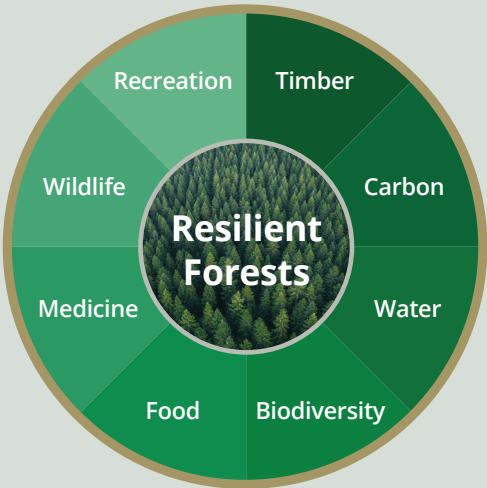 Resilient
Forests
Timber
Carbon
Water
Biodiversity
Food
Medicine
Wildlife
Recreation